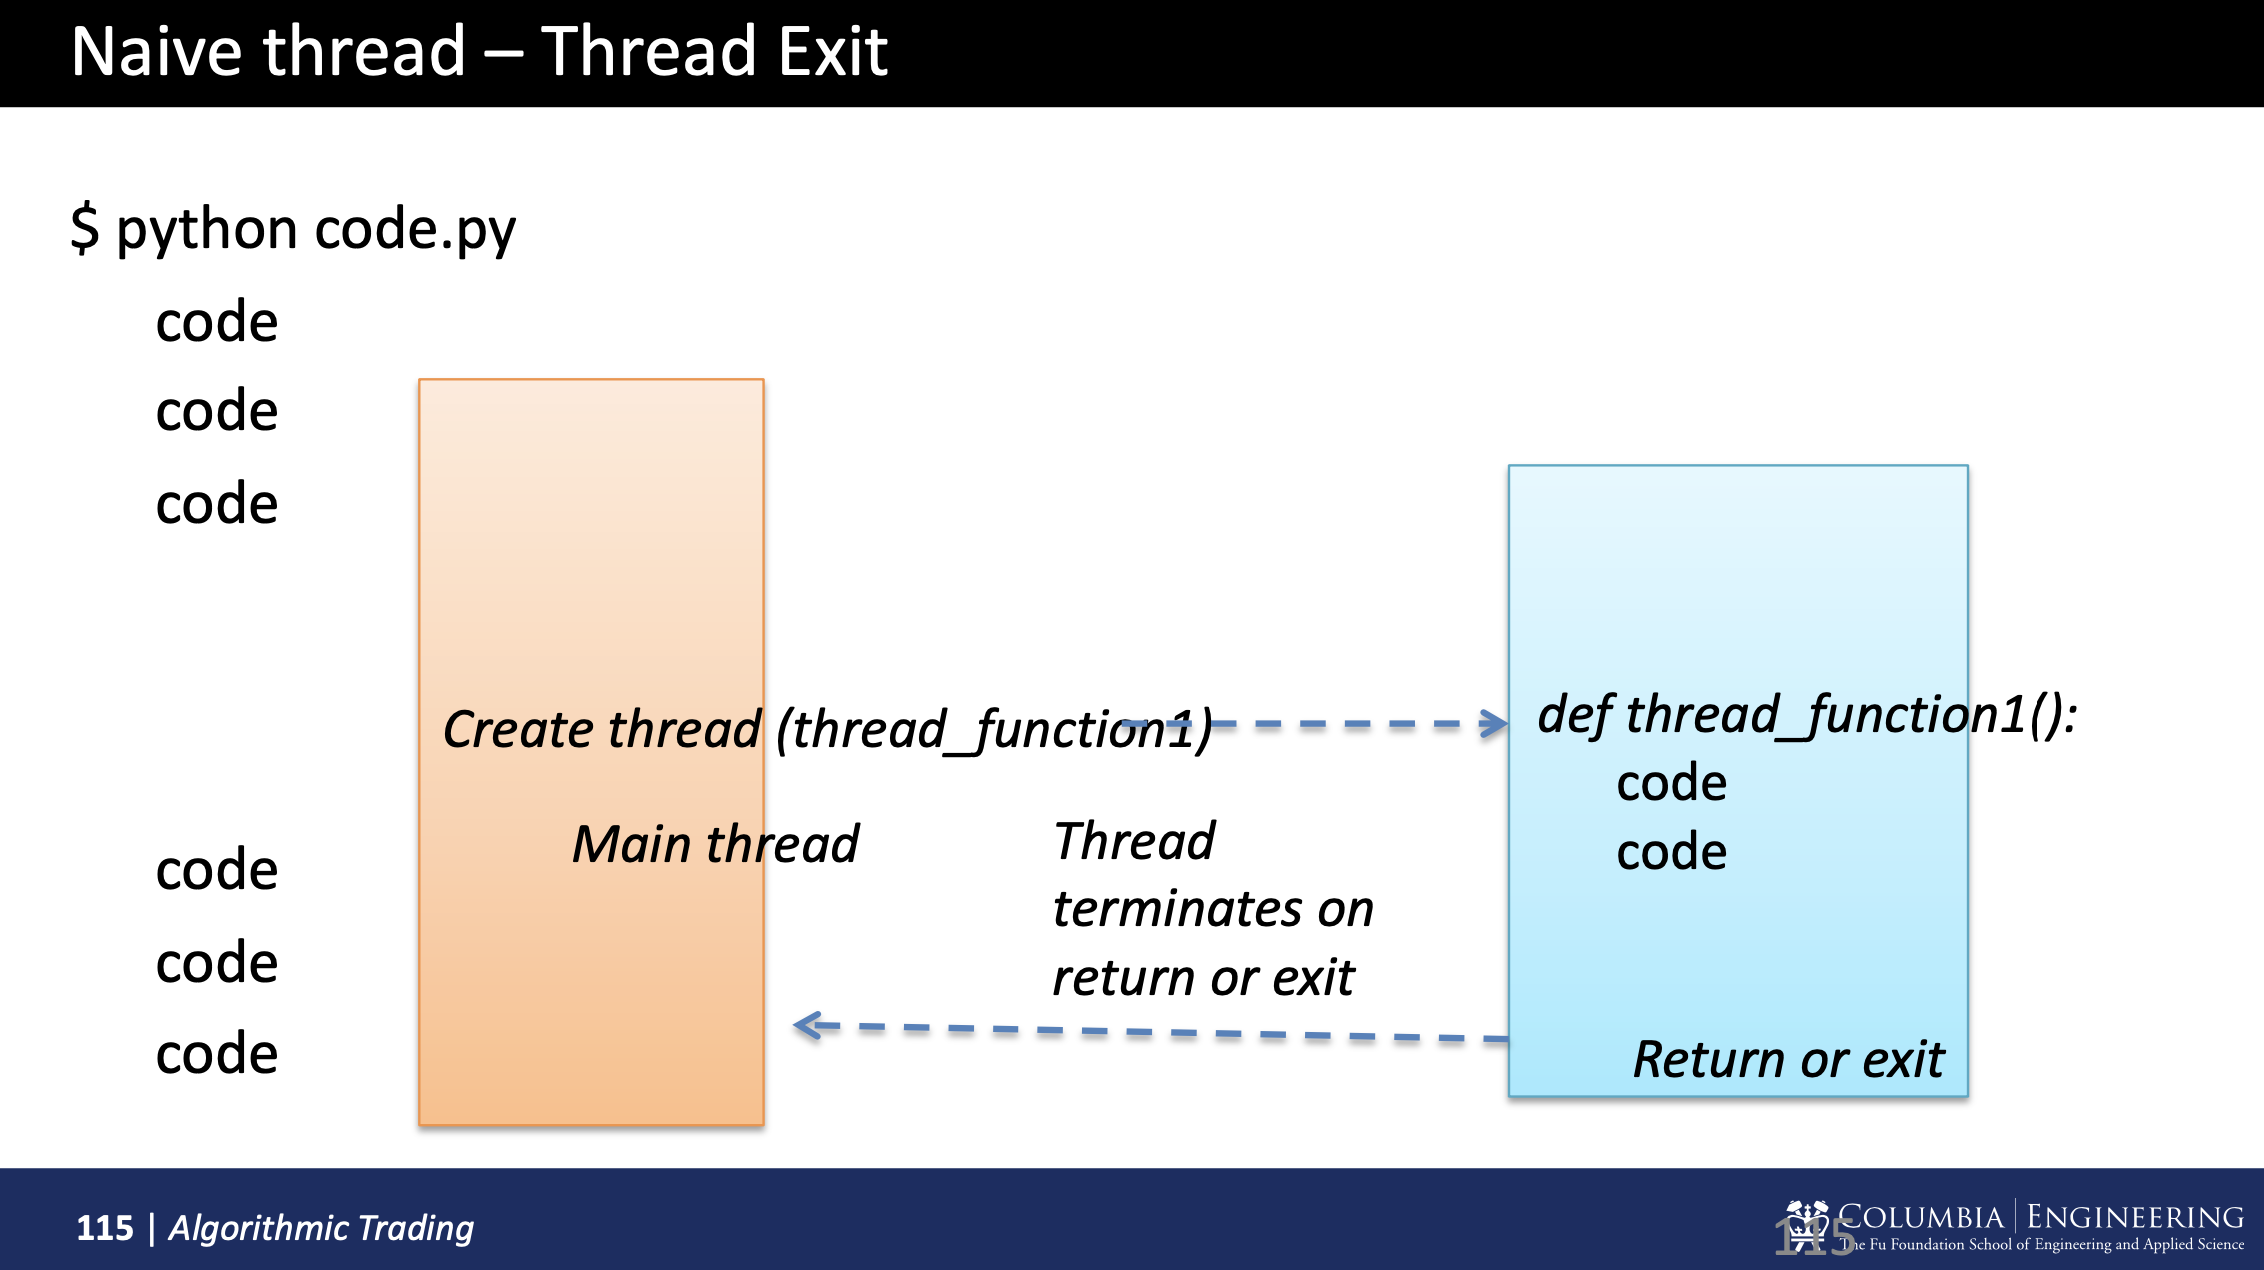 Naive thread – Thread Exit
$ python code.py
code
code
code
Create thread (thread_function1)
def thread_function1():
code
code
Main thread
Thread
terminates on
return or exit
code
code
code
Return or exit
115 | Algorithmic Trading
115
COLUMBIA | ENGINEERING
The Fu Foundation School of Engineering and Applied Science